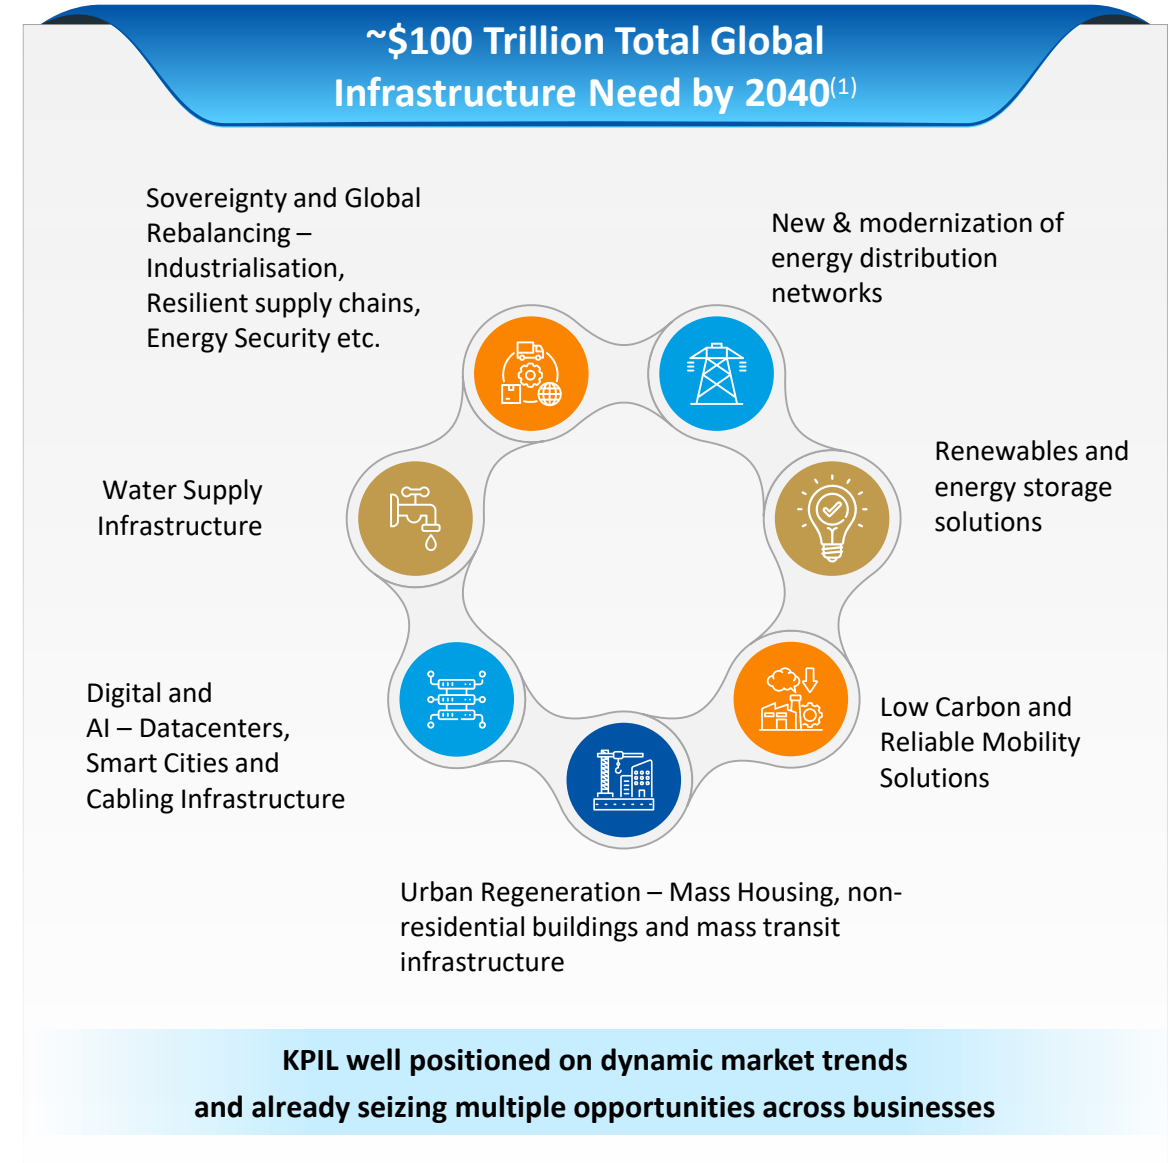 ~$100 Trillion Total Global
Infrastructure Need by 2040(1)
Sovereignty and Global
Rebalancing –
Industrialisation,
Resilient supply chains,
Energy Security etc.
New & modernization of
energy distribution
networks
Renewables and
energy storage
solutions
Water Supply
Infrastructure
Digital and
AI – Datacenters,
Smart Cities and
Cabling Infrastructure
Low Carbon and
Reliable Mobility
Solutions
Urban Regeneration – Mass Housing, non-
residential buildings and mass transit
infrastructure
KPIL well positioned on dynamic market trends
and already seizing multiple opportunities across businesses